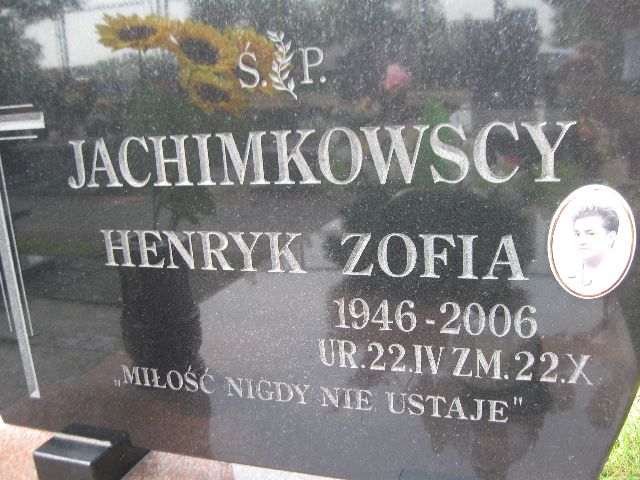 Ś. P.
JACHIMKOWSCY
HENRYK ZOFIA
1946-2006
UR.22.IV ZM.22.X
„MIŁOŚĆ NIGDY NIE USTAJE"